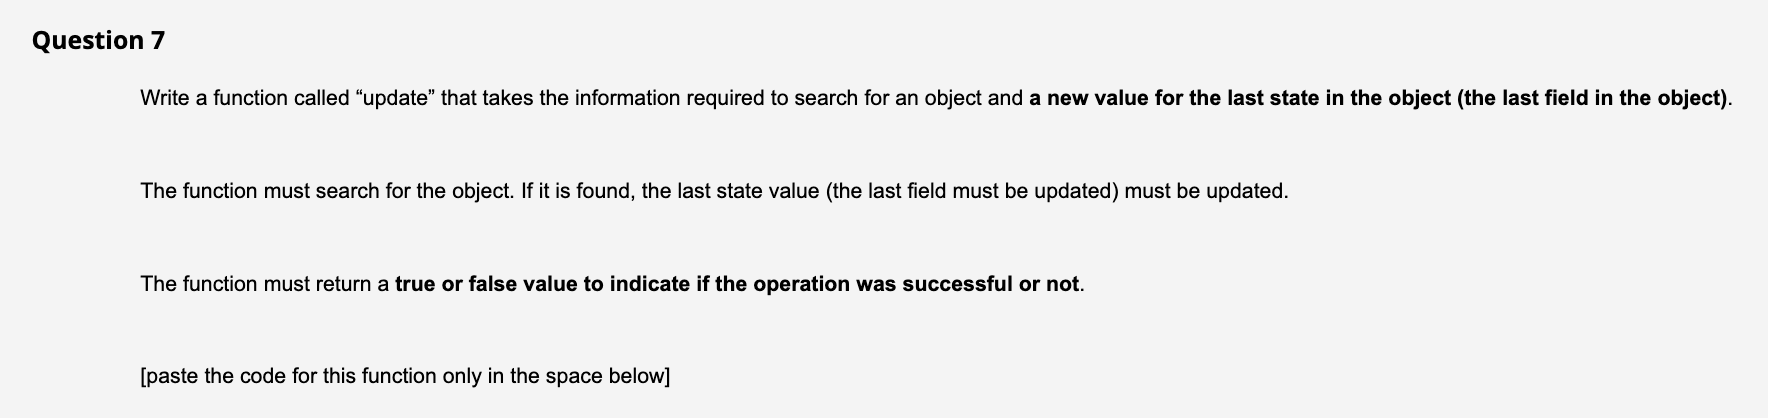 Question 7
Write a function called “update” that takes the information required to search for an object and a new value for the last state in the object (the last field in the object).
The function must search for the object. If it is found, the last state value (the last field must be updated) must be updated.
The function must return a true or false value to indicate if the operation was successful or not.
[paste the code for this function only in the space below]